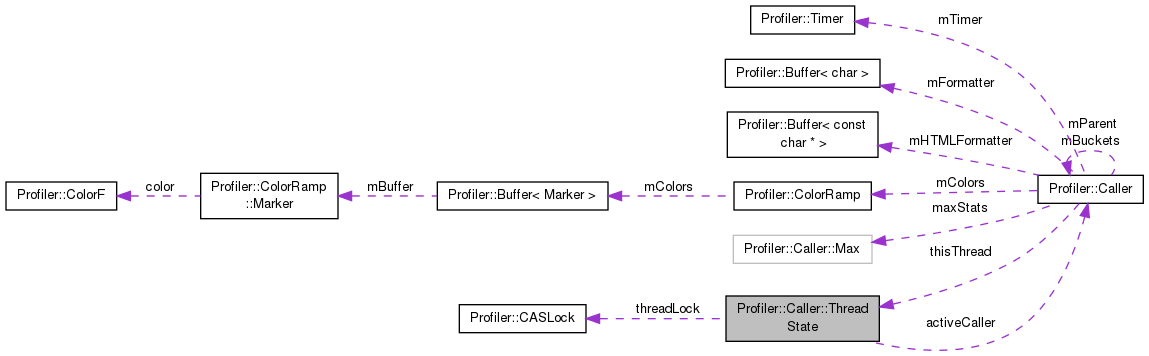 Profiler::Timer
mTimer
Profiler::Buffer< char >
mFormatter
Profiler::Buffer< const
char * >
mHTMLFormatter
mParent
mBuckets
Profiler::ColorF
color
Profiler::ColorRamp
::Marker
mBuffer
Profiler::Buffer< Marker >
mColors
Profiler::ColorRamp
mColors
Profiler::Caller
maxStats
Profiler::Caller::Max
thisThread
Profiler::CASLock
threadLock
Profiler::Caller::Thread
State
activeCaller